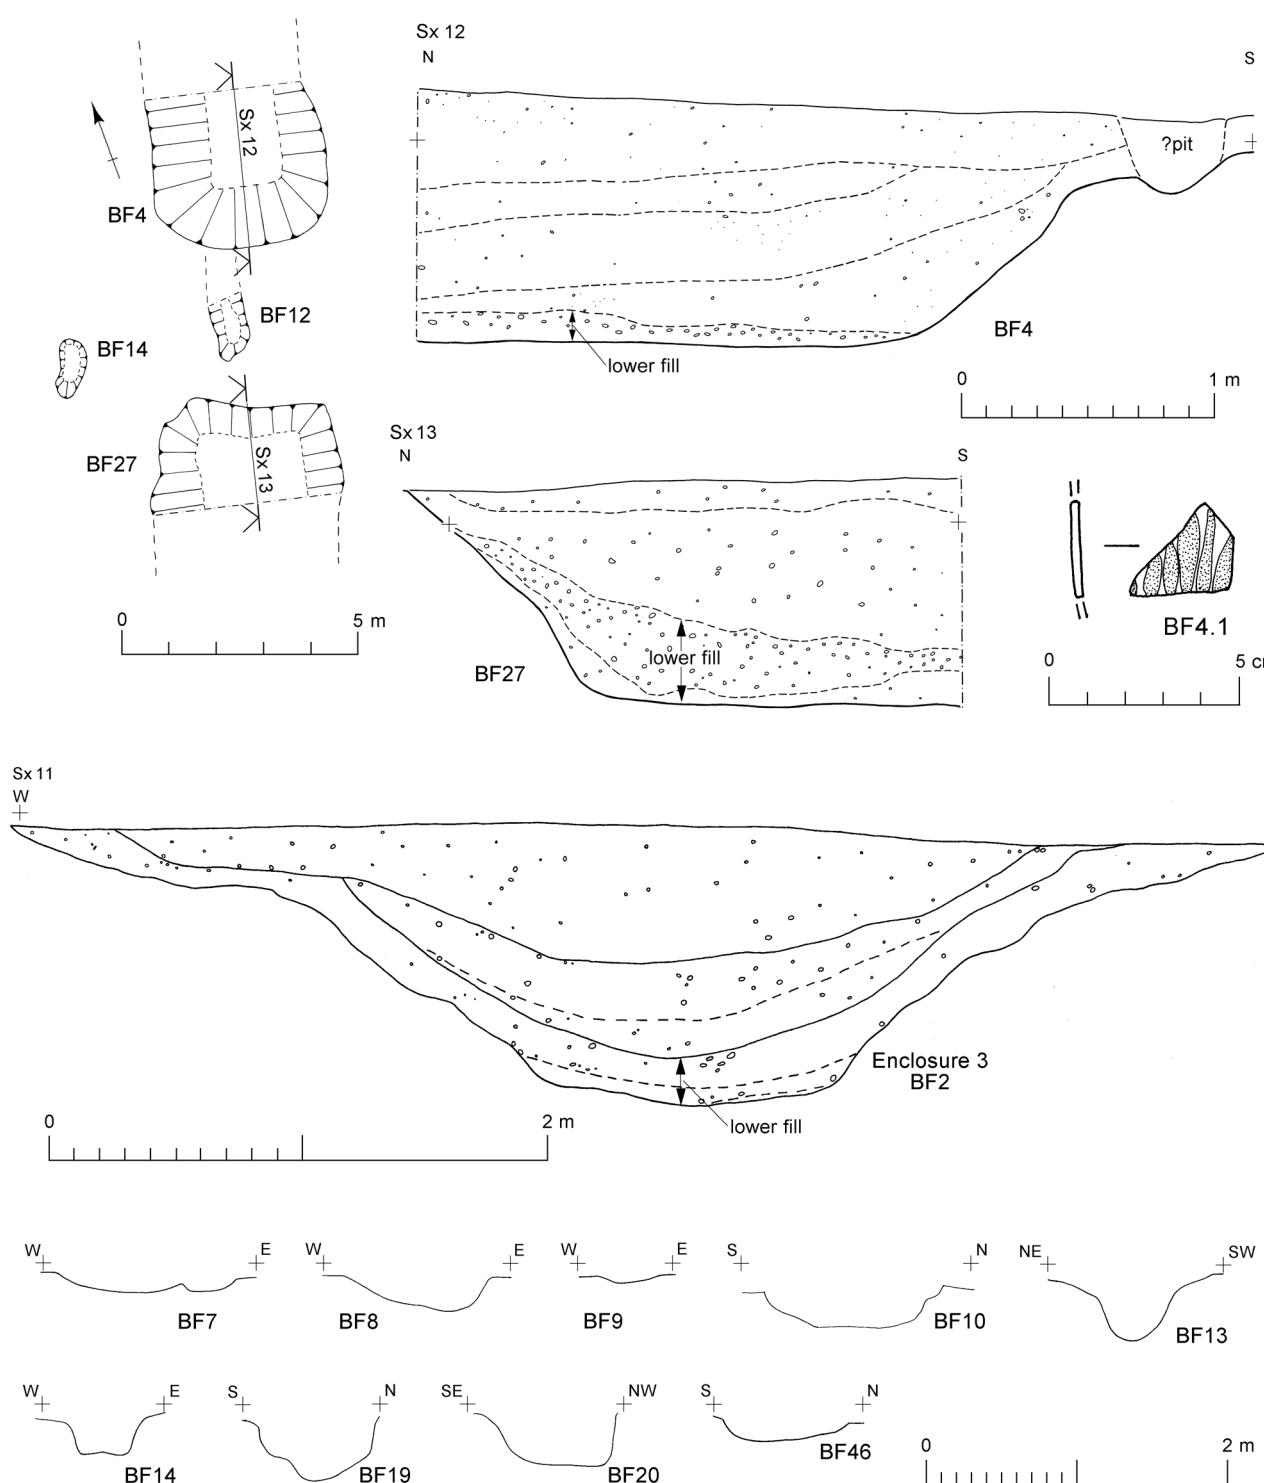 Sx 12
N
S
Sx 12
?pit
BF4
BF12
BF4
BF14
lower fill
0 1 m
Sx 13
N
S
BF27
Sx 13
0 5 m
lower fill
BF27
BF4.1
0 5 c
Sx 11
W
Enclosure 3
BF2
0 2 m
lower fill
W E W E W E S N NE SW
BF7 BF8 BF9 BF10 BF13
W E S N SE NW S N
BF14 BF19 BF20 BF46
0 2 m